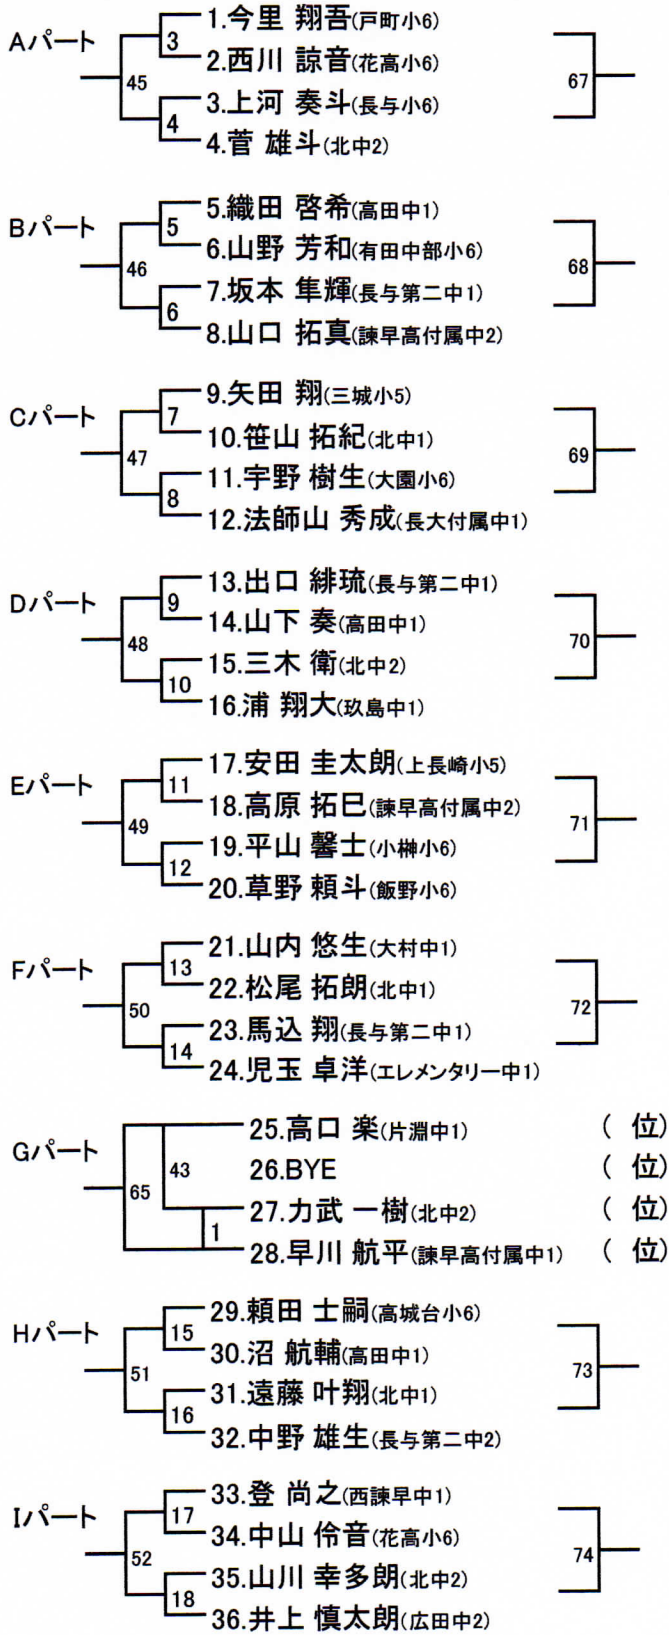 Aパート
3
1.今里 翔吾(戸町小6)
2.西川 諒音(花高小6)
45
67
3.上河 奏斗(長与小6)
4
4.菅 雄斗(北中2)
Bパート
5
5.織田 啓希(高田中1)
6.山野 芳和(有田中部小6)
46
68
7.坂本 隼輝(長与第二中1)
6
8.山口 拓真(諫早高付属中2)
Cパート
7
9.矢田 翔(三城小5)
10.笹山 拓紀(北中1)
47
69
11.宇野 樹生(大園小6)
8
12.法師山 秀成(長大付属中1)
Dパート
9
13.出口 緋琉(長与第二中1)
14.山下 奏(高田中1)
48
70
15.三木 衛(北中2)
10
16.浦 翔大(玖島中1)
Eパート
11
17.安田 圭太朗(上長崎小5)
18.高原 拓巳(諫早高付属中2)
49
71
19.平山 馨士(小榊小6)
12
20.草野 頼斗(飯野小6)
Fパート
13
21.山内 悠生(大村中1)
22.松尾 拓朗(北中1)
50
72
23.馬込 翔(長与第二中1)
14
24.児玉 卓洋(エレメンタリー中1)
Gパート
25.高口 楽(片淵中1) ( 位)
43
26.BYE ( 位)
65
27.力武 一樹(北中2) ( 位)
1
28.早川 航平(諫早高付属中1) ( 位)
Hパート
15
29.頼田 士嗣(高城台小6)
30.沼 航輔(高田中1)
51
73
31.遠藤 叶翔(北中1)
16
32.中野 雄生(長与第二中2)
Iパート
17
33.登 尚之(西諫早中1)
34.中山 伶音(花高小6)
52
74
35.山川 幸多朗(北中2)
18
36.井上 慎太朗(広田中2)